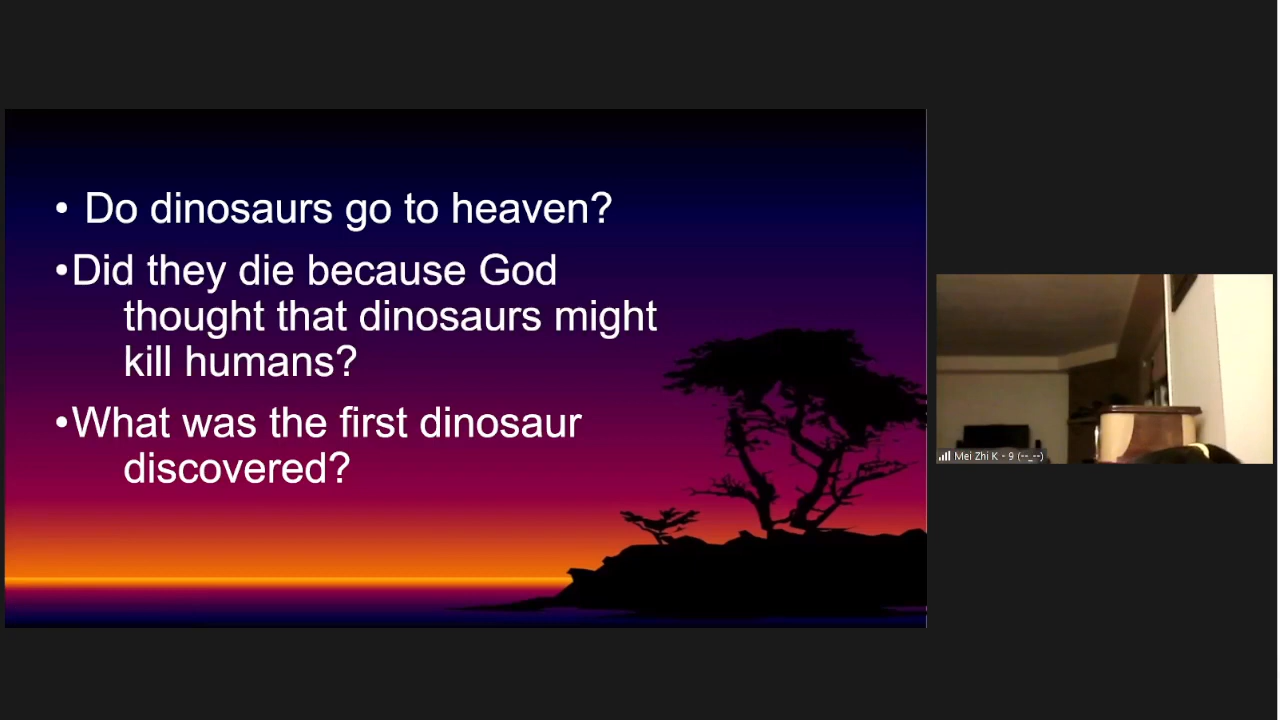 • Do dinosaurs go to heaven?
•Did they die because God
thought that dinosaurs might
kill humans?
•What was the first dinosaur
discovered?
Mei Zhi K - 9 (--_--)